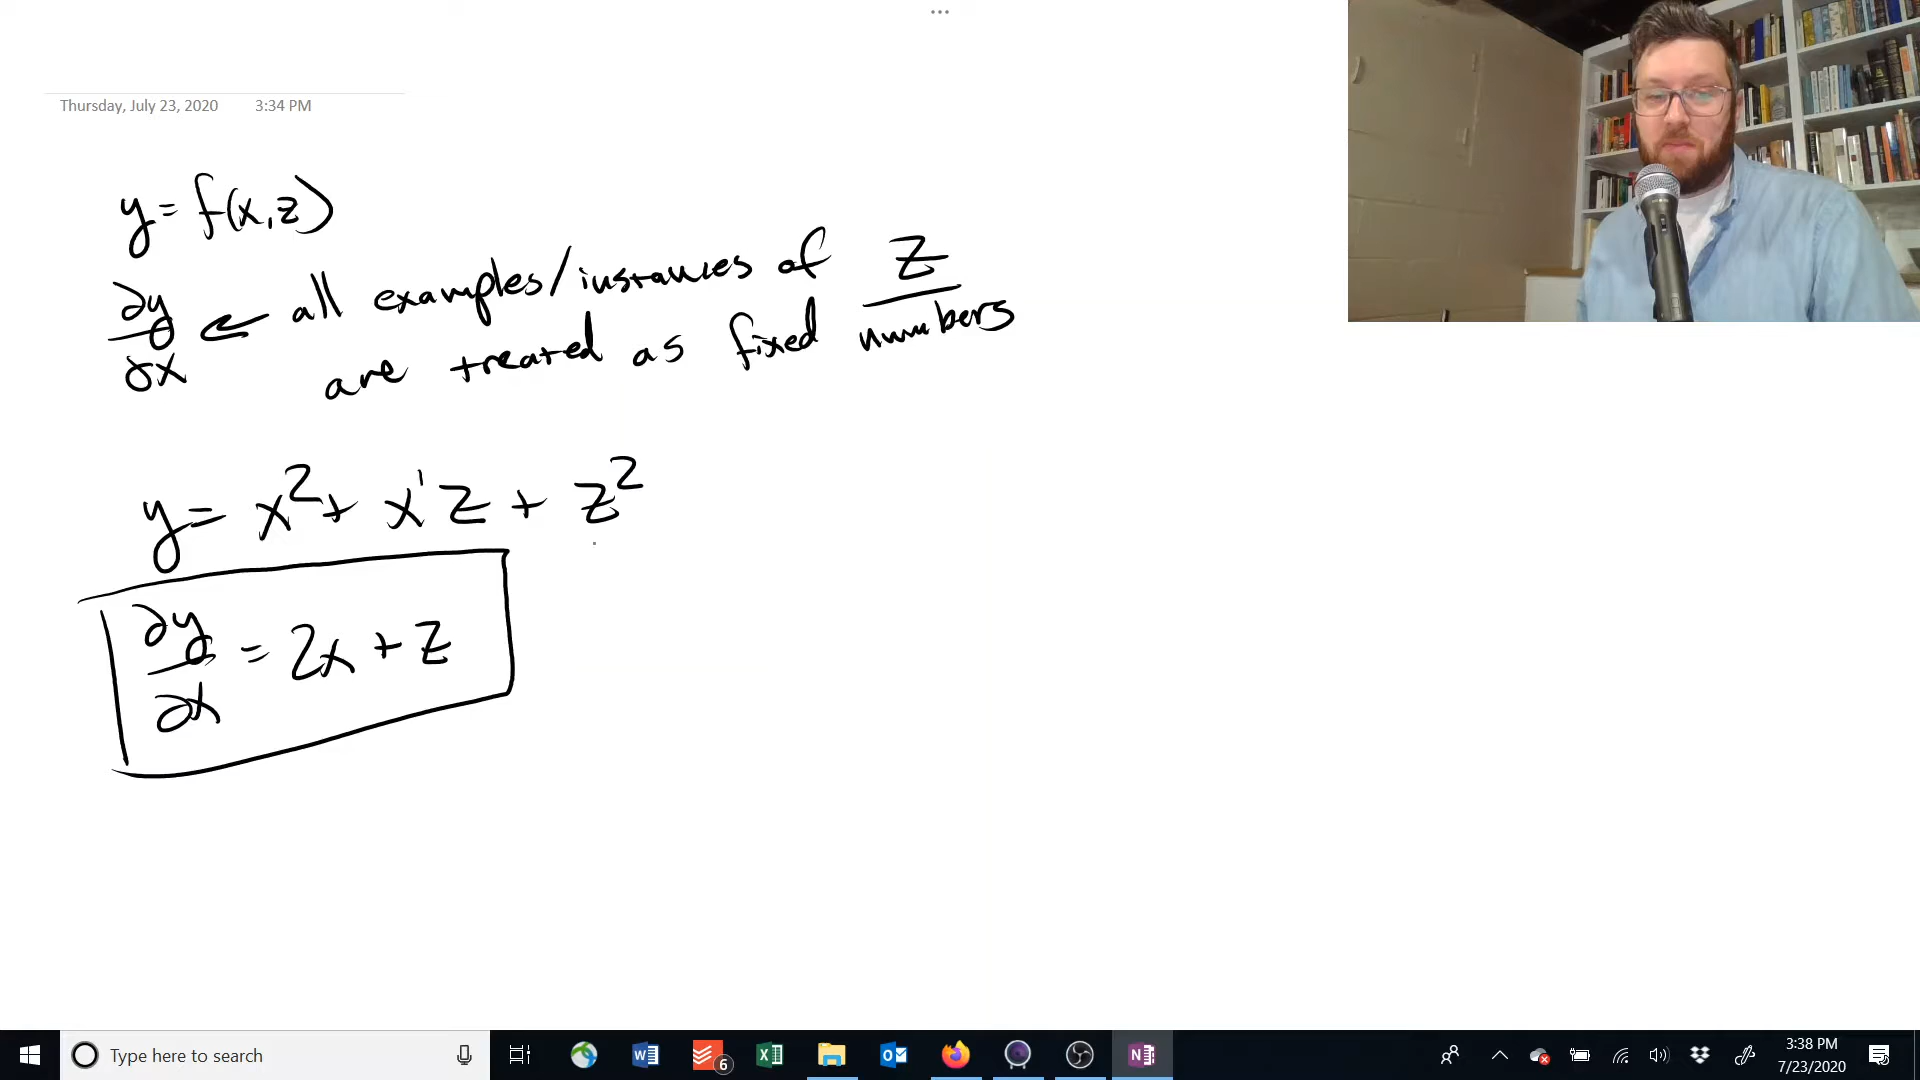 ...
Thursday, July 23, 2020 3:34 PM
y = f(x,z)
∂y/∂x ← all examples/instances of z
are treated as fixed numbers
y = x² + x¹z + z²
∂y/∂x = 2x + z
Type here to search
6
3:38 PM
7/23/2020